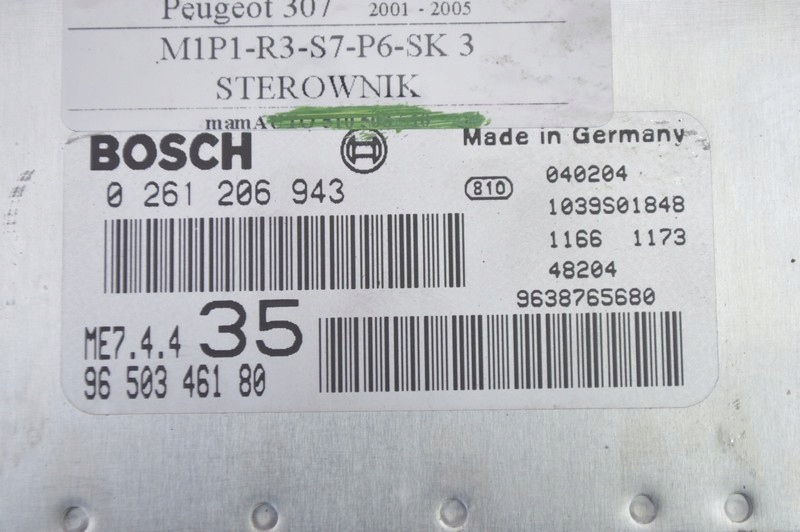 Peugeot 307 2001 - 2005
M1P1-R3-S7-P6-SK 3
STEROWNIK
BOSCH
Made in Germany
0 261 206 943
810
040204
1039S01848
1166 1173
48204
9638765680
ME7.4.4 35
96 503 461 80